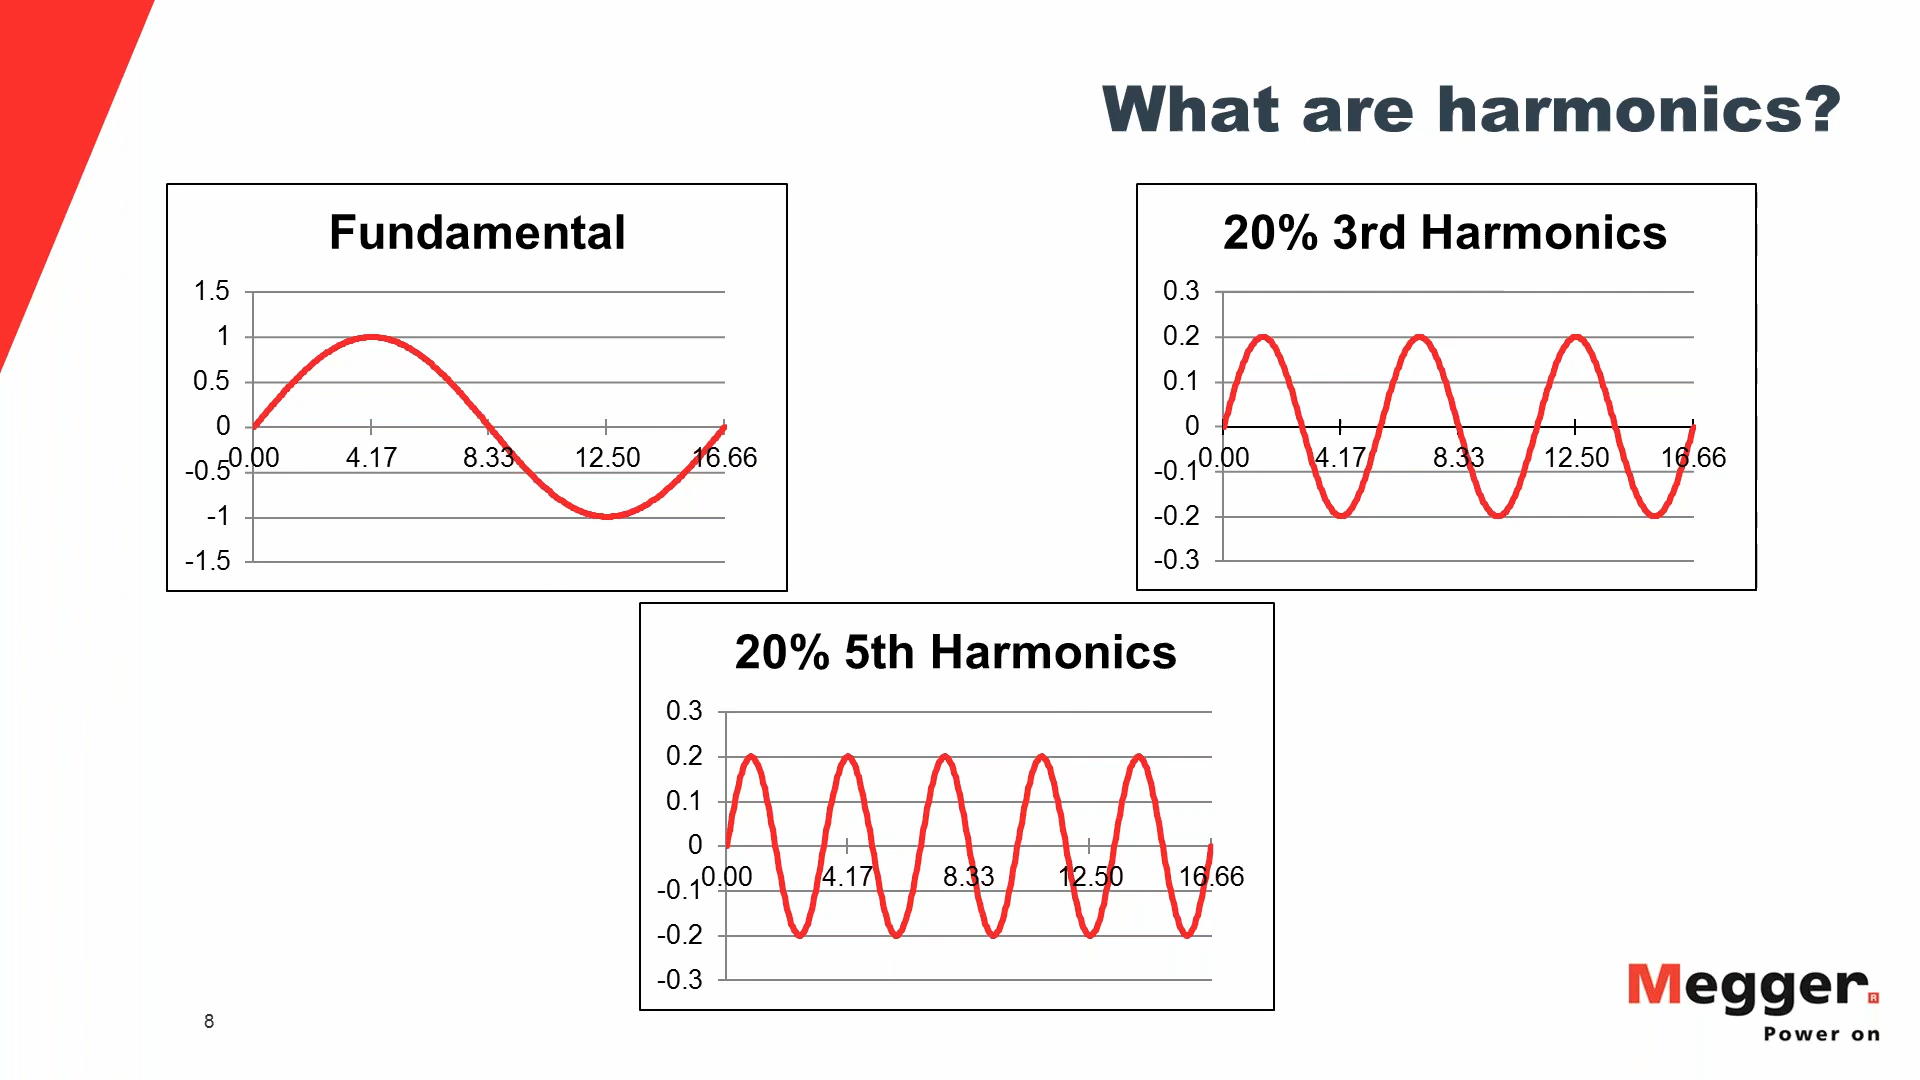 What are harmonics?
Fundamental
1.5
1
0.5
0
-0.5
-1
-1.5
0.00 4.17 8.33 12.50 16.66
20% 3rd Harmonics
0.3
0.2
0.1
0
-0.1
-0.2
-0.3
0.00 4.17 8.33 12.50 16.66
20% 5th Harmonics
0.3
0.2
0.1
0
-0.1
-0.2
-0.3
0.00 4.17 8.33 12.50 16.66
8
Megger®
Power on